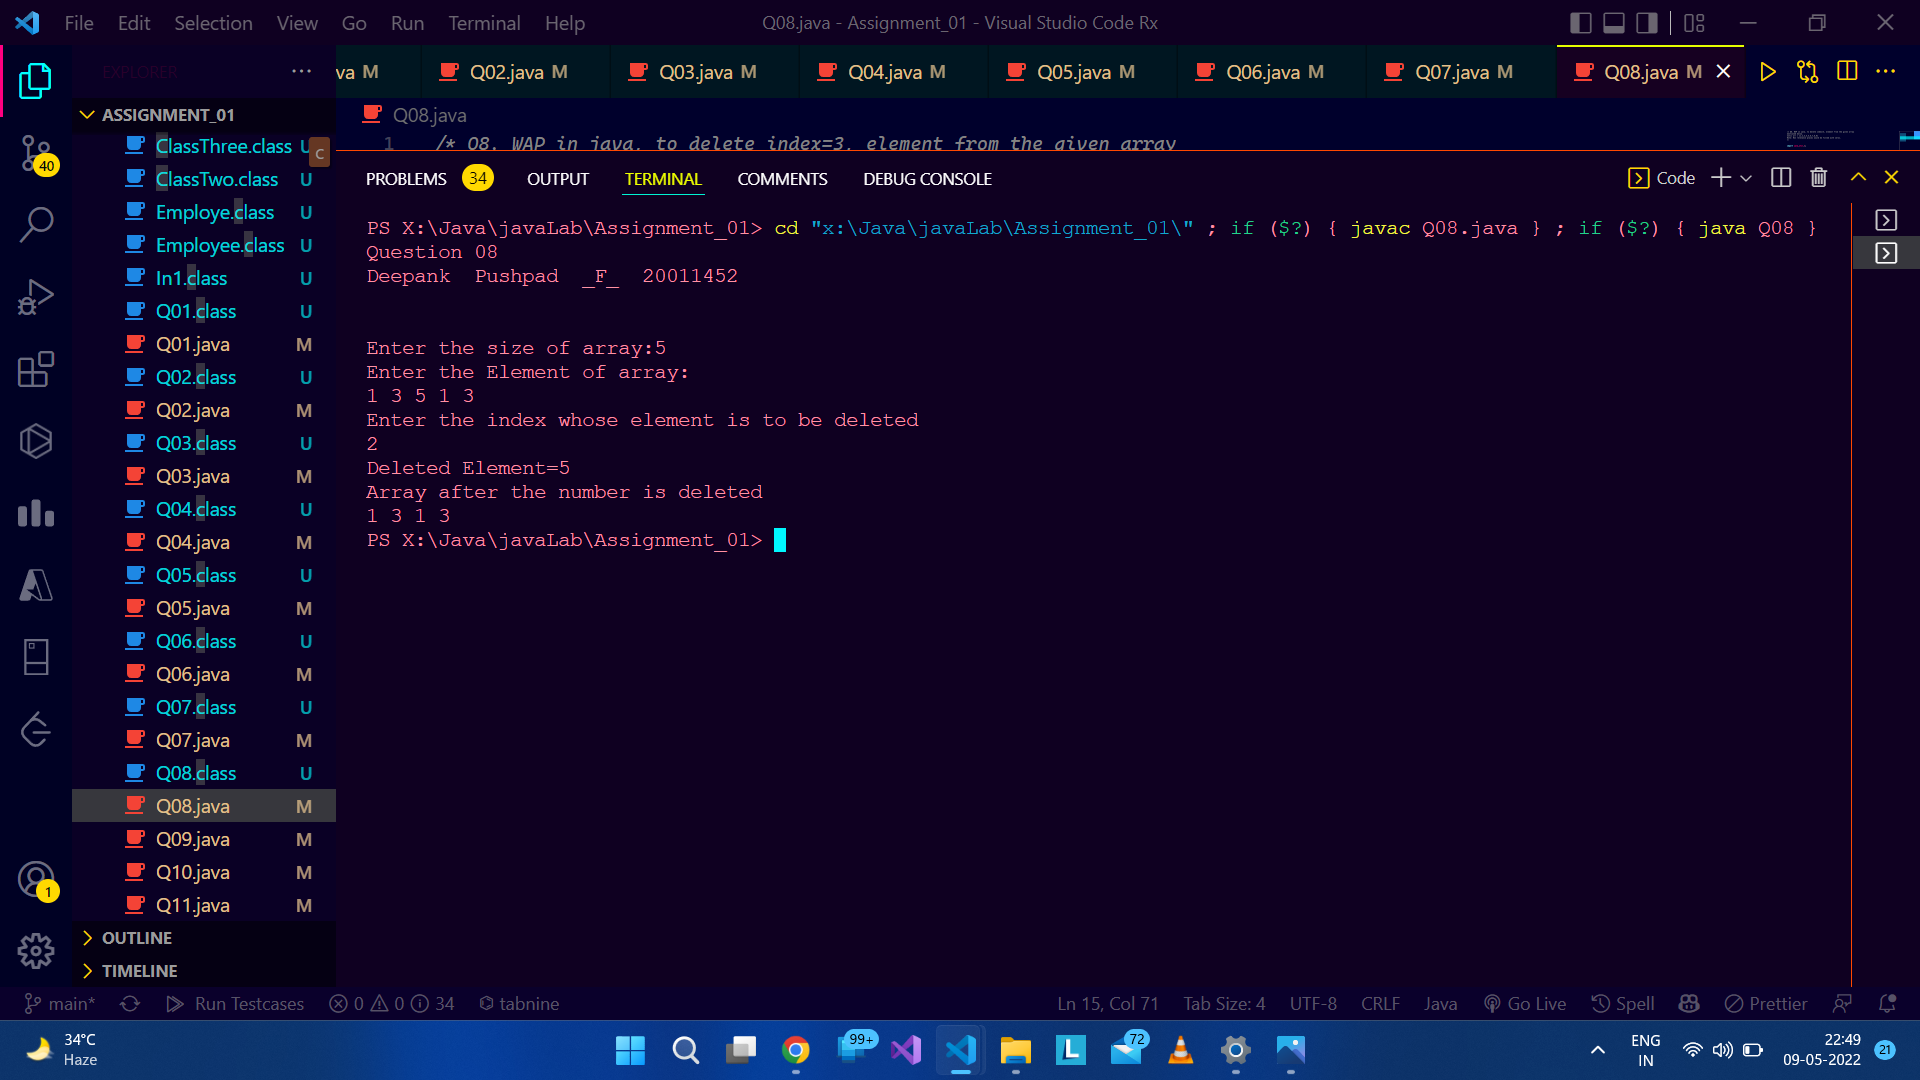 File Edit Selection View Go Run Terminal Help
Q08.java - Assignment_01 - Visual Studio Code Rx
EXPLORER
va M Q02.java M Q03.java M Q04.java M Q05.java M Q06.java M Q07.java M Q08.java M
ASSIGNMENT_01
ClassThree.class U
C
ClassTwo.class U
Employe.class U
Employee.class U
In1.class U
Q01.class U
Q01.java M
Q02.class U
Q02.java M
Q03.class U
Q03.java M
Q04.class U
Q04.java M
Q05.class U
Q05.java M
Q06.class U
Q06.java M
Q07.class U
Q07.java M
Q08.class U
Q08.java M
Q09.java M
Q10.java M
Q11.java M
OUTLINE
TIMELINE
40
1
Q08.java
1 /* Q8. WAP in java, to delete index=3, element from the given array
PROBLEMS 34 OUTPUT TERMINAL COMMENTS DEBUG CONSOLE
Code
PS X:\Java\javaLab\Assignment_01> cd "x:\Java\javaLab\Assignment_01\" ; if ($?) { javac Q08.java } ; if ($?) { java Q08 }
Question 08
Deepank Pushpad _F_ 20011452
Enter the size of array:5
Enter the Element of array:
1 3 5 1 3
Enter the index whose element is to be deleted
2
Deleted Element=5
Array after the number is deleted
1 3 1 3
PS X:\Java\javaLab\Assignment_01>
main* Run Testcases 0 0 34 tabnine
Ln 15, Col 71 Tab Size: 4 UTF-8 CRLF Java Go Live Spell Prettier
34°C
Haze
99+
L
72
ENG
IN
22:49
09-05-2022
21